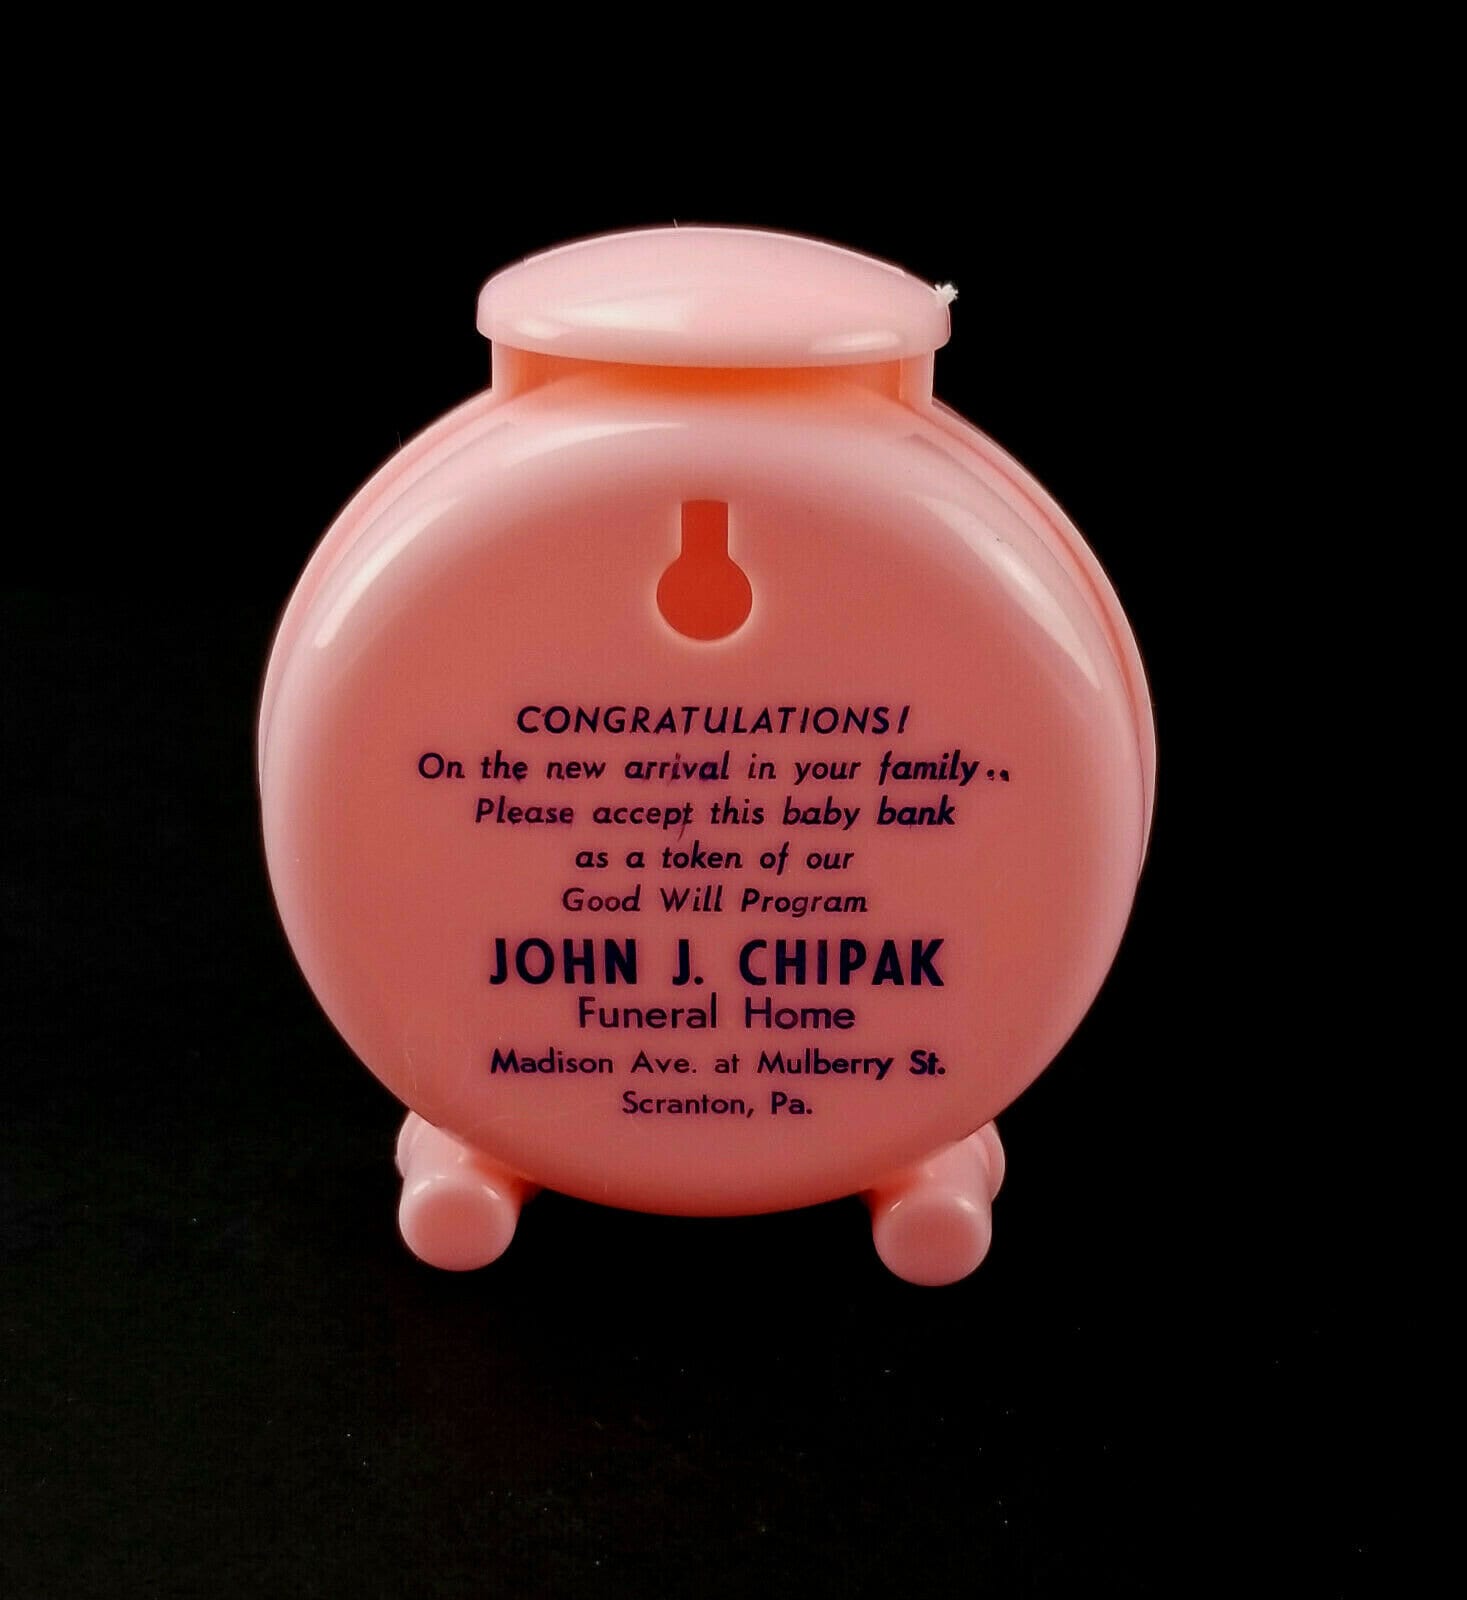 CONGRATULATIONS!
On the new arrival in your family..
Please accept this baby bank
as a token of our
Good Will Program
JOHN J. CHIPAK
Funeral Home
Madison Ave. at Mulberry St.
Scranton, Pa.